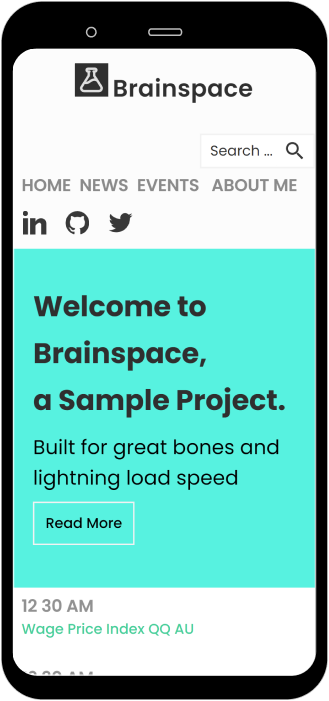 Brainspace
Search ...
HOME NEWS EVENTS ABOUT ME
in
Welcome to
Brainspace,
a Sample Project.
Built for great bones and
lightning load speed
Read More
12 30 AM
Wage Price Index QQ AU